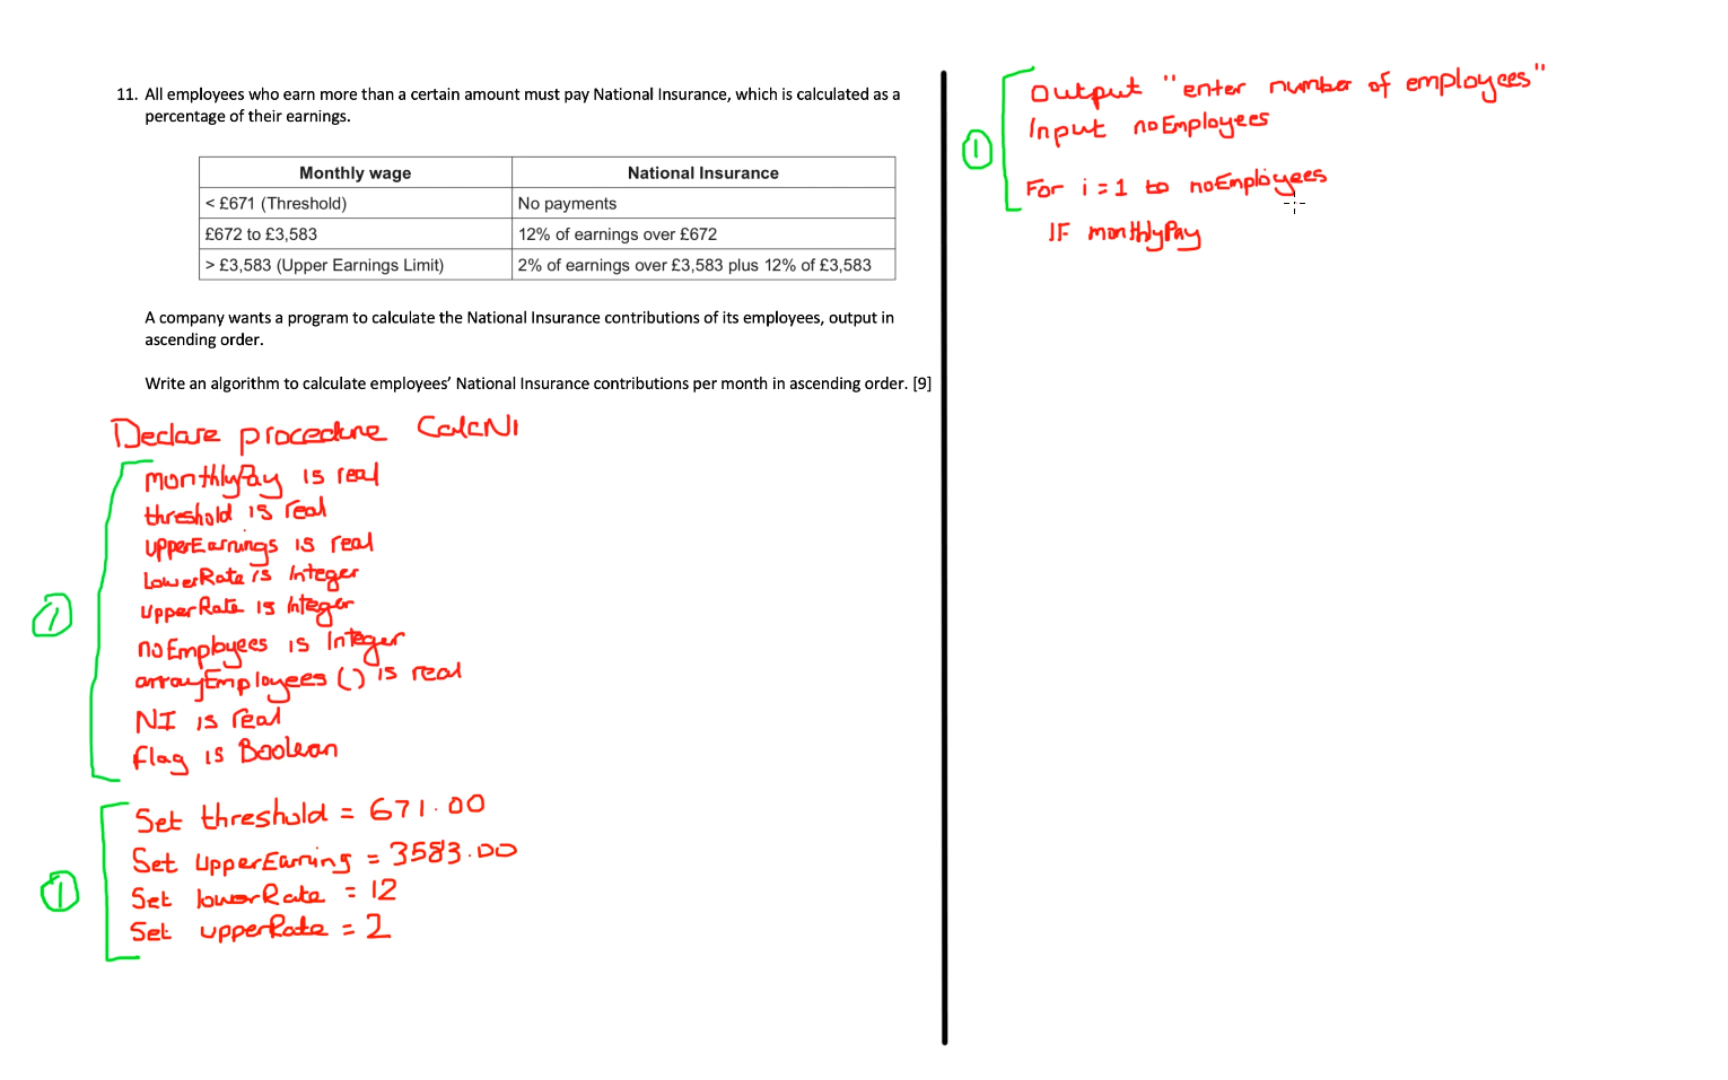 11. All employees who earn more than a certain amount must pay National Insurance, which is calculated as a
percentage of their earnings.
Monthly wage National Insurance
< £671 (Threshold) No payments
£672 to £3,583 12% of earnings over £672
> £3,583 (Upper Earnings Limit) 2% of earnings over £3,583 plus 12% of £3,583
A company wants a program to calculate the National Insurance contributions of its employees, output in
ascending order.
Write an algorithm to calculate employees' National Insurance contributions per month in ascending order. [9]
Declare procedure CalcNI
monthlyPay is real
threshold is real
upperEarnings is real
lowerRate is Integer
upperRate is Integer
noEmployees is Integer
arrayEmployees () is real
NI is real
flag is Boolean
1
Set threshold = 671.00
Set upperEarning = 3583.00
Set lowerRate = 12
Set upperRate = 2
1
Output "enter number of employees"
Input noEmployees
For i = 1 to noEmployees
1
IF monthlyPay